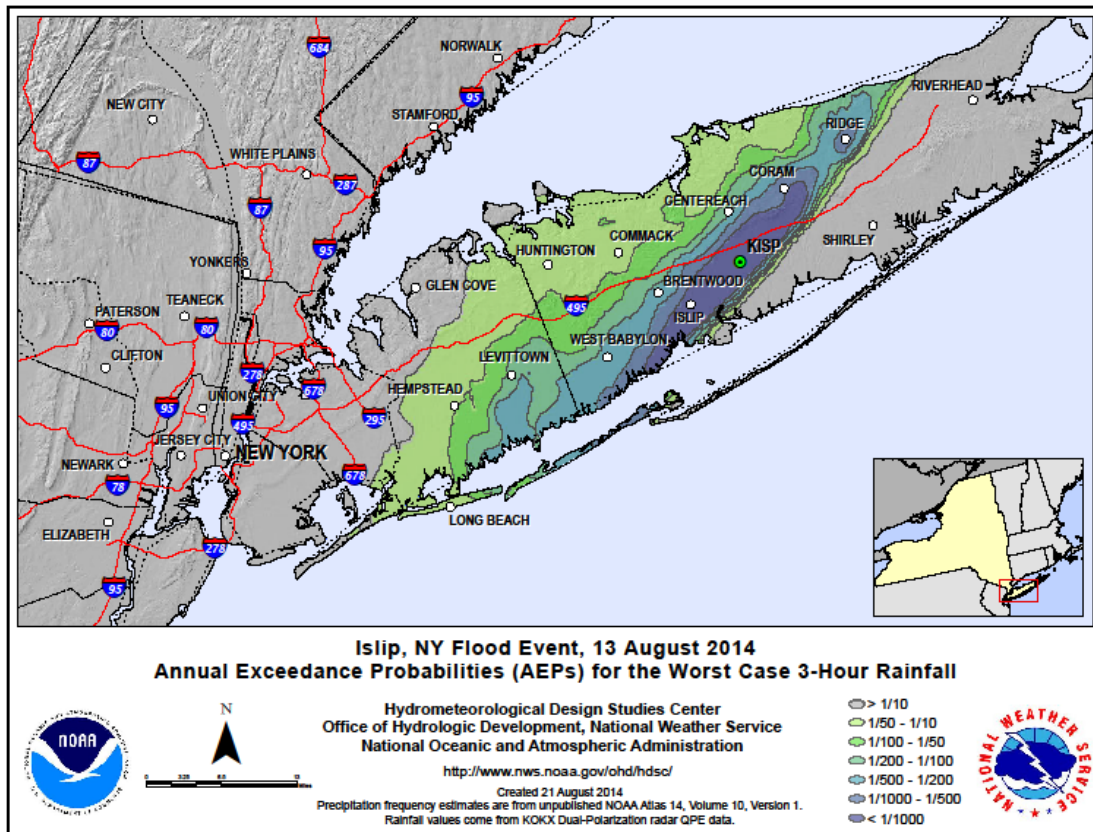 684
NORWALK
95
NEW CITY
STAMFORD
RIVERHEAD
RIDGE
87
WHITE PLAINS
287
CORAM
87
CENTEREACH
95
COMMACK
KISP
SHIRLEY
HUNTINGTON
YONKERS
GLEN COVE
BRENTWOOD
495
ISLIP
PATERSON
TEANECK
80
80
WEST BABYLON
CLIFTON
LEVITTOWN
278
678
HEMPSTEAD
95
UNION CITY
495
295
JERSEY CITY
NEW YORK
NEWARK
678
78
LONG BEACH
ELIZABETH
278
95
Islip, NY Flood Event, 13 August 2014
Annual Exceedance Probabilities (AEPs) for the Worst Case 3-Hour Rainfall
NOAA
N
Hydrometeorological Design Studies Center
Office of Hydrologic Development, National Weather Service
National Oceanic and Atmospheric Administration
http://www.nws.noaa.gov/ohd/hdsc/
Created 21 August 2014
Precipitation frequency estimates are from unpublished NOAA Atlas 14, Volume 10, Version 1.
Rainfall values come from KOKX Dual-Polarization radar QPE data.
> 1/10
1/50 - 1/10
1/100 - 1/50
1/200 - 1/100
1/500 - 1/200
1/1000 - 1/500
< 1/1000
NATIONAL WEATHER SERVICE